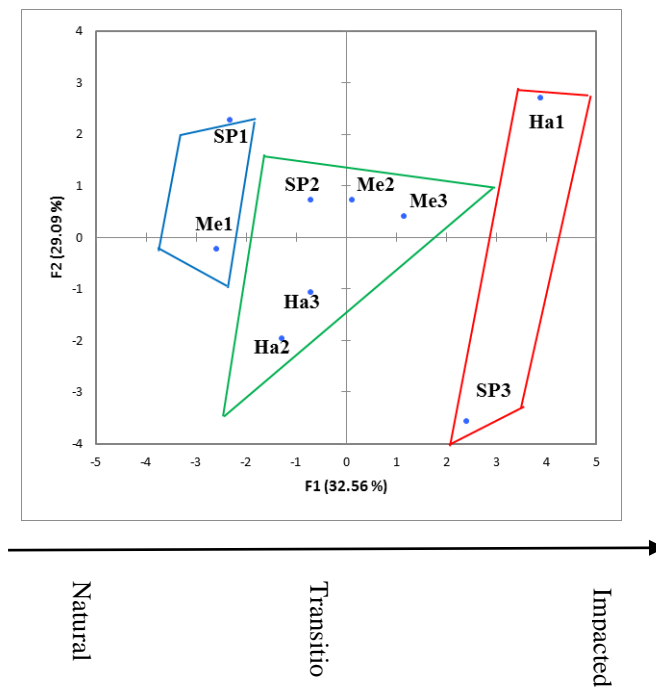 4
3
2
1
0
-1
-2
-3
-4
F2 (29.09 %)
SP1
Me1
SP2
Me2
Me3
Ha3
Ha2
Ha1
SP3
-5
-4
-3
-2
-1
0
1
2
3
4
5
F1 (32.56 %)
Natural
Transitio
Impacted